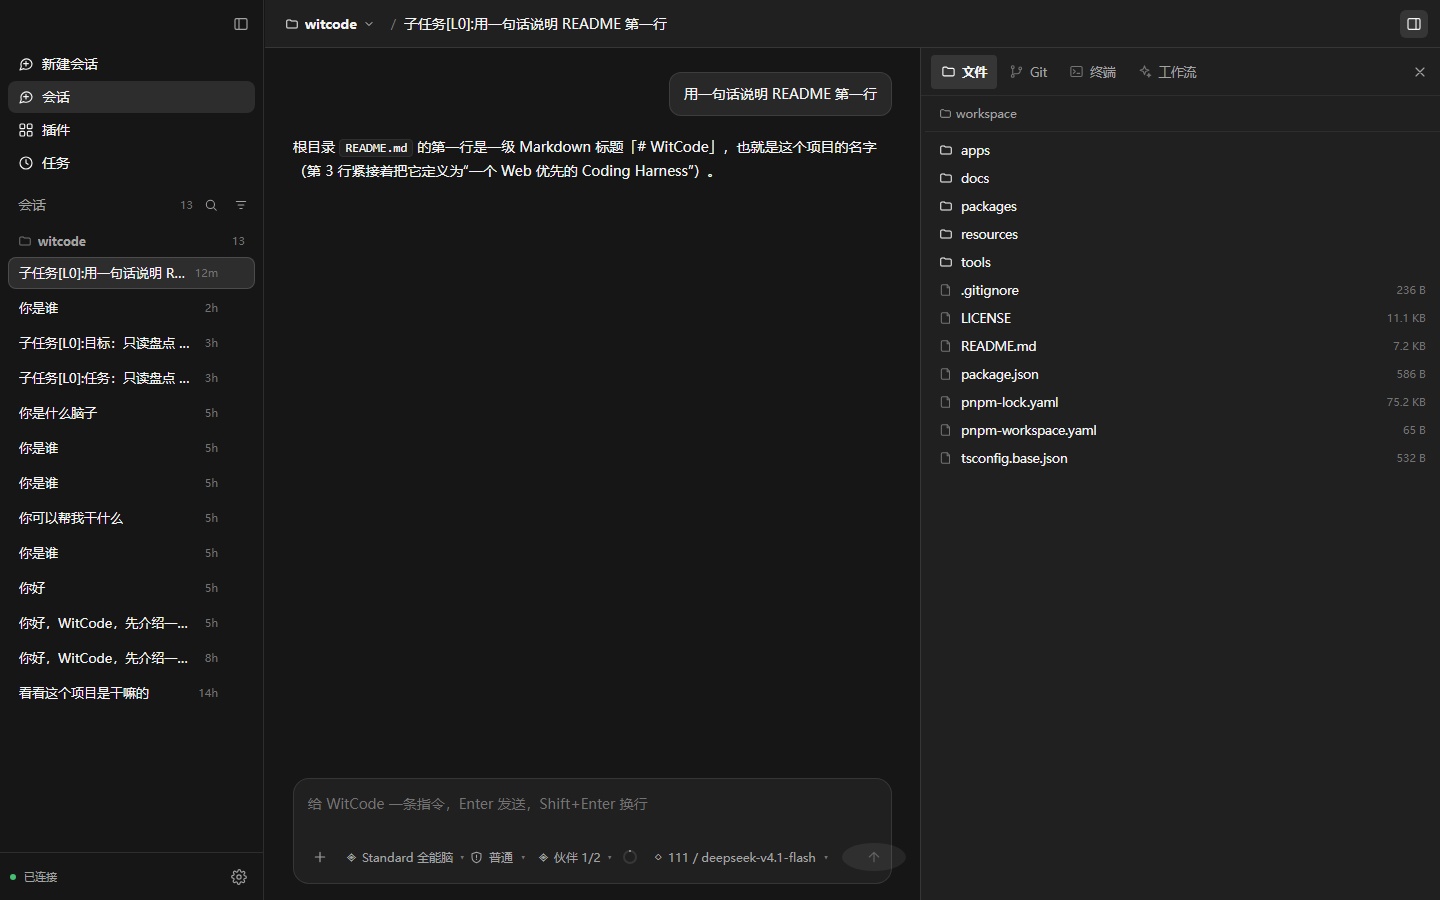 witcode / 子任务[L0]:用一句话说明 README 第一行
新建会话
会话
插件
任务
会话 13
witcode 13
子任务[L0]:用一句话说明 R... 12m
你是谁 2h
子任务[L0]:目标：只读盘点 ... 3h
子任务[L0]:任务：只读盘点 ... 3h
你是什么脑子 5h
你是谁 5h
你是谁 5h
你可以帮我干什么 5h
你是谁 5h
你好 5h
你好，WitCode，先介绍一... 5h
你好，WitCode，先介绍一... 8h
看看这个项目是干嘛的 14h
已连接
用一句话说明 README 第一行
根目录 README.md 的第一行是一级 Markdown 标题「# WitCode」，也就是这个项目的名字
（第 3 行紧接着把它定义为“一个 Web 优先的 Coding Harness”）。
给 WitCode 一条指令，Enter 发送，Shift+Enter 换行
Standard 全能脑 普通 伙伴 1/2 111 / deepseek-v4.1-flash
文件 Git 终端 工作流
workspace
apps
docs
packages
resources
tools
.gitignore 236 B
LICENSE 11.1 KB
README.md 7.2 KB
package.json 586 B
pnpm-lock.yaml 75.2 KB
pnpm-workspace.yaml 65 B
tsconfig.base.json 532 B